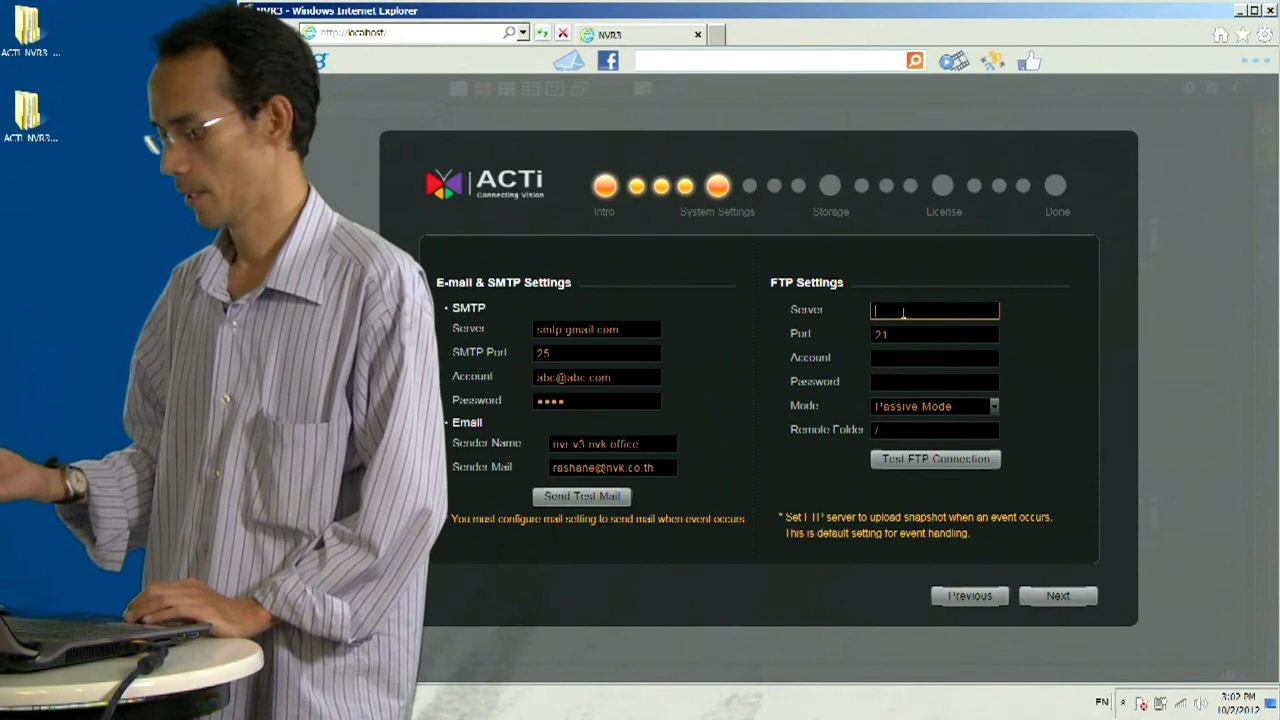 NVR3 - Windows Internet Explorer
http://localhost/
NVR3
ACTi_NVR3 ...
ACTi_NVR3...
ACTi
Connecting Vision
Intro
System Settings
Storage
License
Done
E-mail & SMTP Settings
• SMTP
Server smtp.gmail.com
SMTP Port 25
Account abc@abc.com
Password ••••
• Email
Sender Name nvr v3 nvk office
Sender Mail rashane@nvk.co.th
Send Test Mail
You must configure mail setting to send mail when event occurs
FTP Settings
Server
Port 21
Account
Password
Mode Passive Mode
Remote Folder /
Test FTP Connection
* Set FTP server to upload snapshot when an event occurs.
This is default setting for event handling.
Previous
Next
EN
3:02 PM
10/2/2012